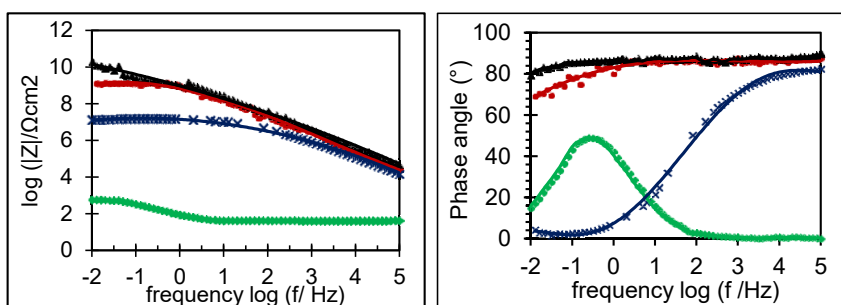 12
10
8
6
4
2
0
-2 -1 0 1 2 3 4 5
log (|Z|/Ωcm2
frequency log (f/ Hz)
100
80
60
40
20
0
-2 -1 0 1 2 3 4 5
Phase angle (°)
frequency log (f /Hz)